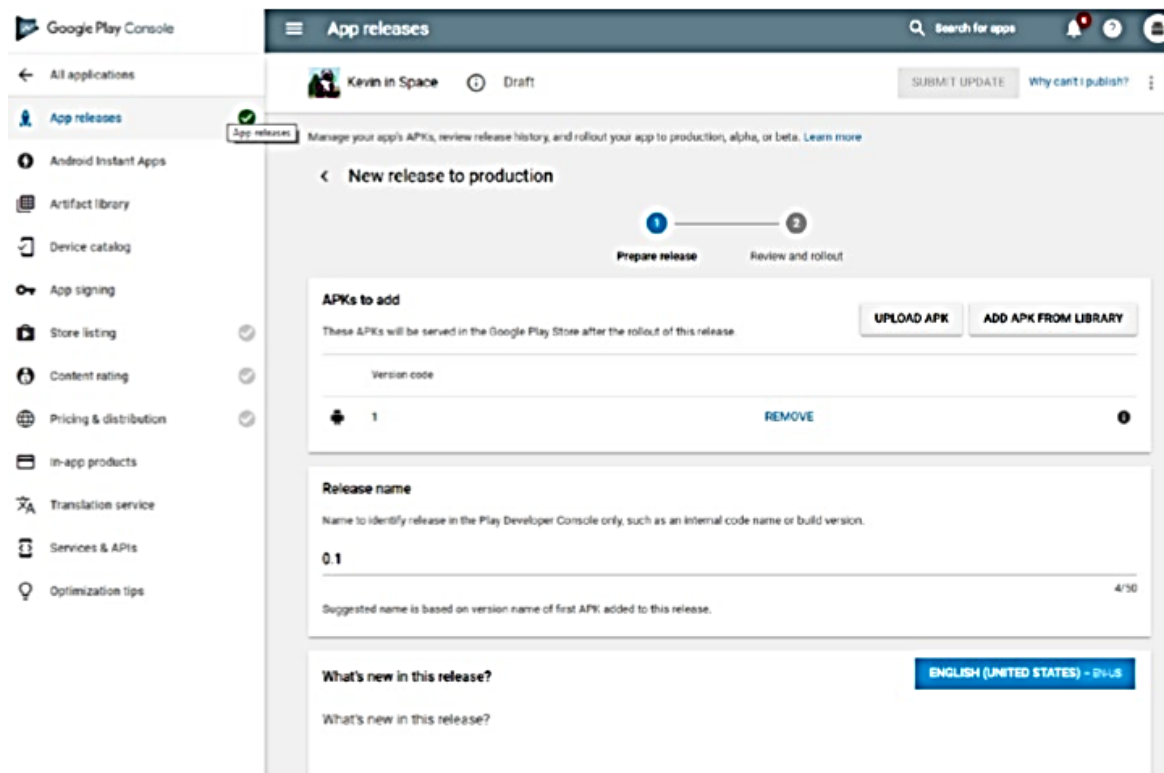 Google Play Console
All applications
App releases
App releases
Android Instant Apps
Artifact library
Device catalog
App signing
Store listing
Content rating
Pricing & distribution
In-app products
Translation service
Services & APIs
Optimization tips
App releases
Search for apps
Kevin in Space
Draft
SUBMIT UPDATE
Why can't I publish?
Manage your app's APKs, review release history, and rollout your app to production, alpha, or beta. Learn more
New release to production
1
2
Prepare release
Review and rollout
APKs to add
These APKs will be served in the Google Play Store after the rollout of this release.
UPLOAD APK
ADD APK FROM LIBRARY
Version code
1
REMOVE
Release name
Name to identify release in the Play Developer Console only, such as an internal code name or build version.
0.1
4/50
Suggested name is based on version name of first APK added to this release.
What's new in this release?
ENGLISH (UNITED STATES) – EN-US
What's new in this release?